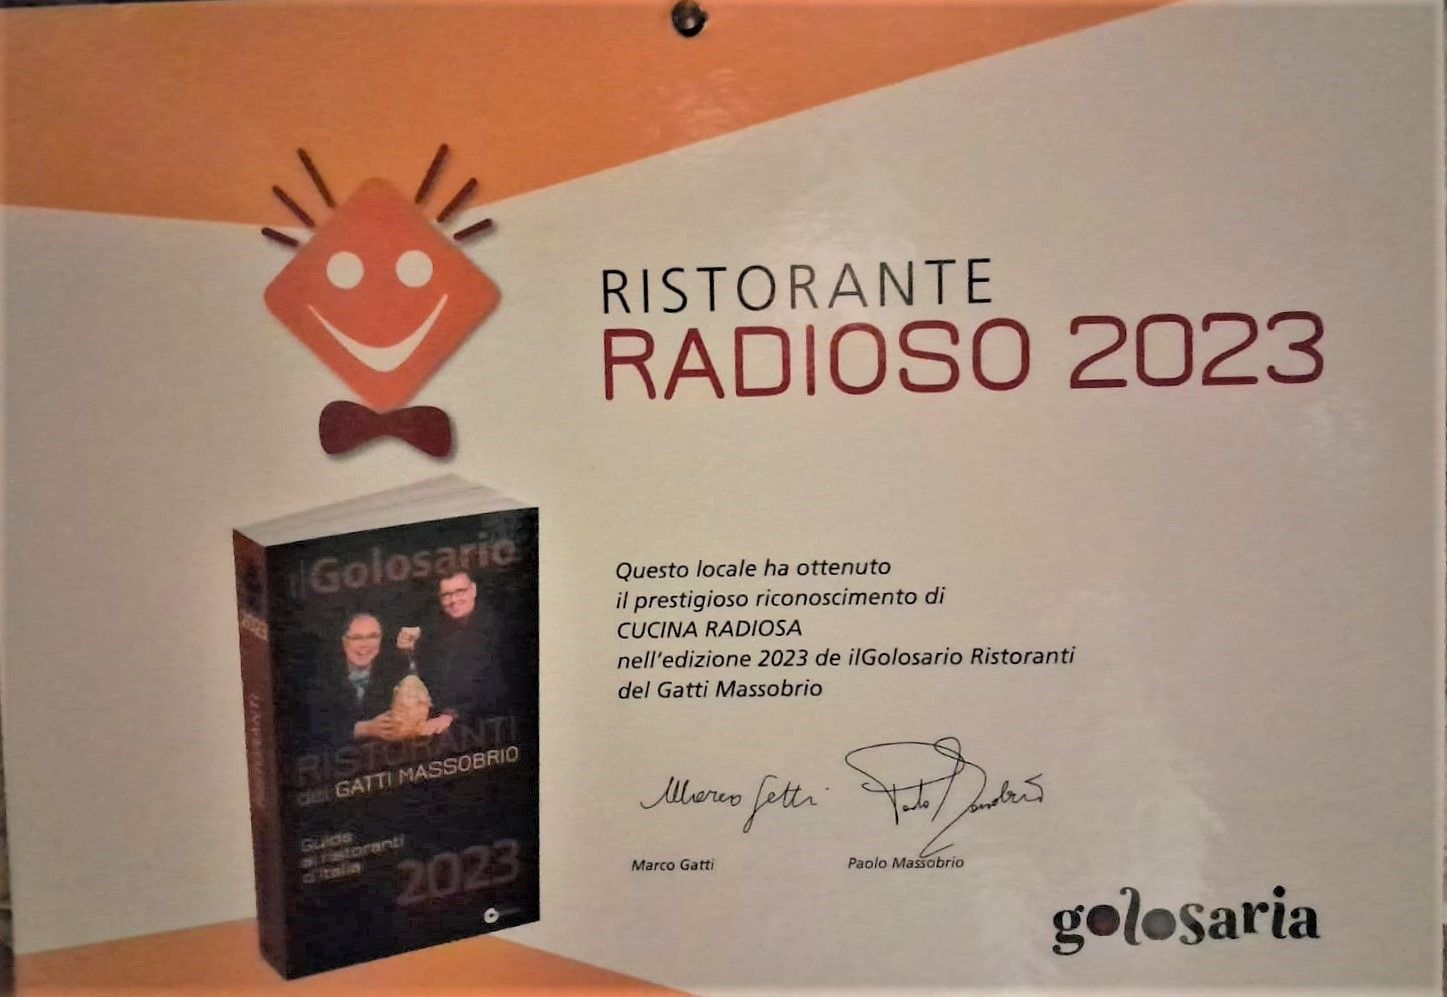 RISTORANTE
RADIOSO 2023
Questo locale ha ottenuto
il prestigioso riconoscimento di
CUCINA RADIOSA
nell'edizione 2023 de ilGolosario Ristoranti
del Gatti Massobrio
Marco Gatti
Paolo Massobrio
golosaria
ilGolosario
RISTORANTI
del GATTI MASSOBRIO
Guida
ai ristoranti
d'Italia
2023
2023
RISTORANTI